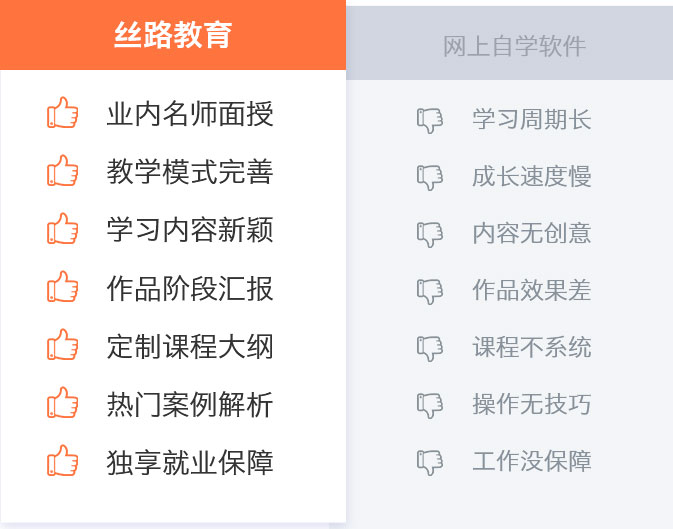 丝路教育
业内名师面授
教学模式完善
学习内容新颖
作品阶段汇报
定制课程大纲
热门案例解析
独享就业保障
网上自学软件
学习周期长
成长速度慢
内容无创意
作品效果差
课程不系统
操作无技巧
工作没保障